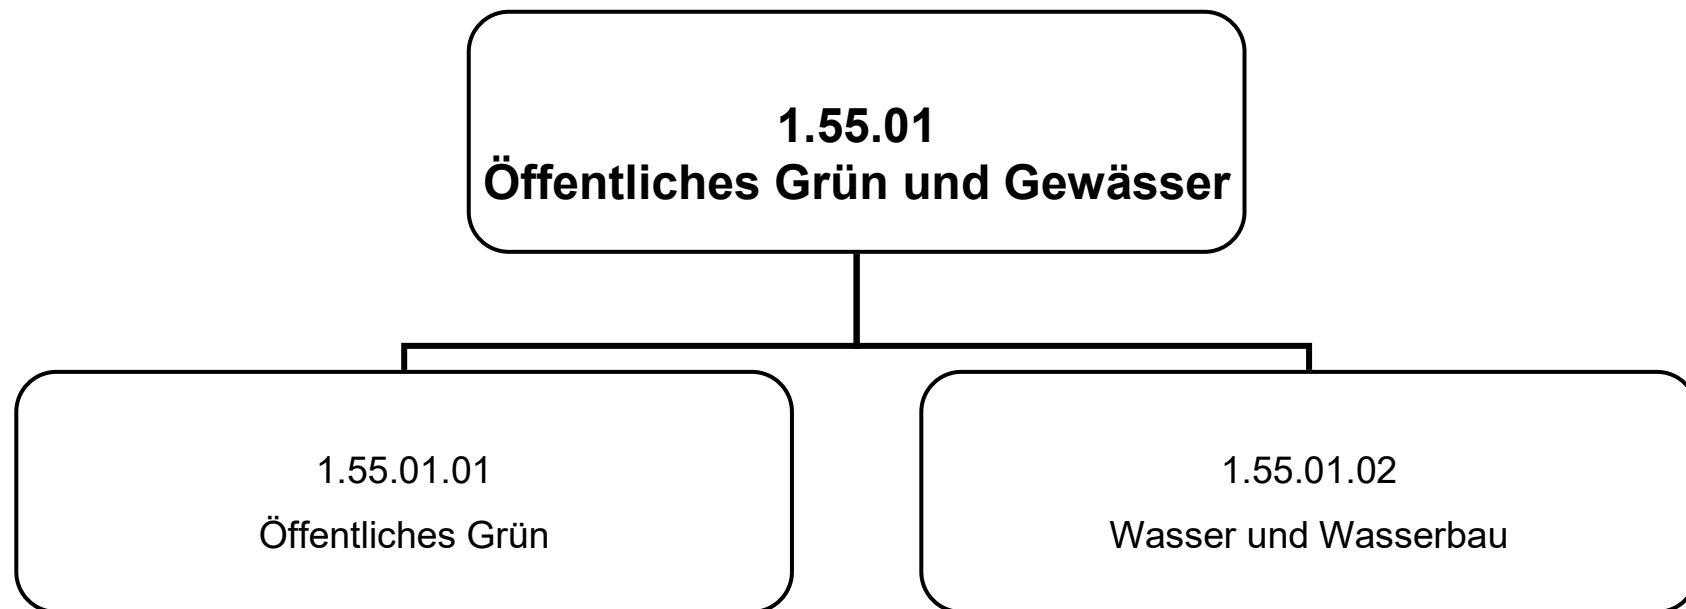 1.55.01
Öffentliches Grün und Gewässer
1.55.01.01
Öffentliches Grün
1.55.01.02
Wasser und Wasserbau